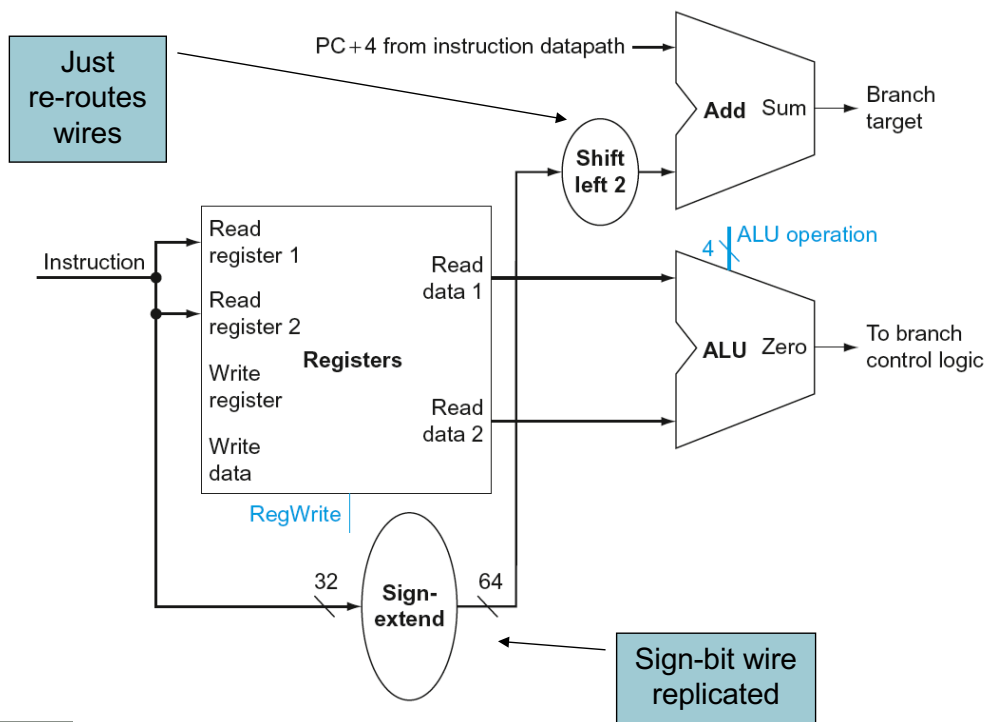 Just
re-routes
wires
PC+4 from instruction datapath
Add Sum
Branch
target
Shift
left 2
4
ALU operation
Instruction
Read
register 1
Read
data 1
Read
register 2
Registers
ALU Zero
To branch
control logic
Write
register
Read
data 2
Write
data
RegWrite
32
Sign-
extend
64
Sign-bit wire
replicated